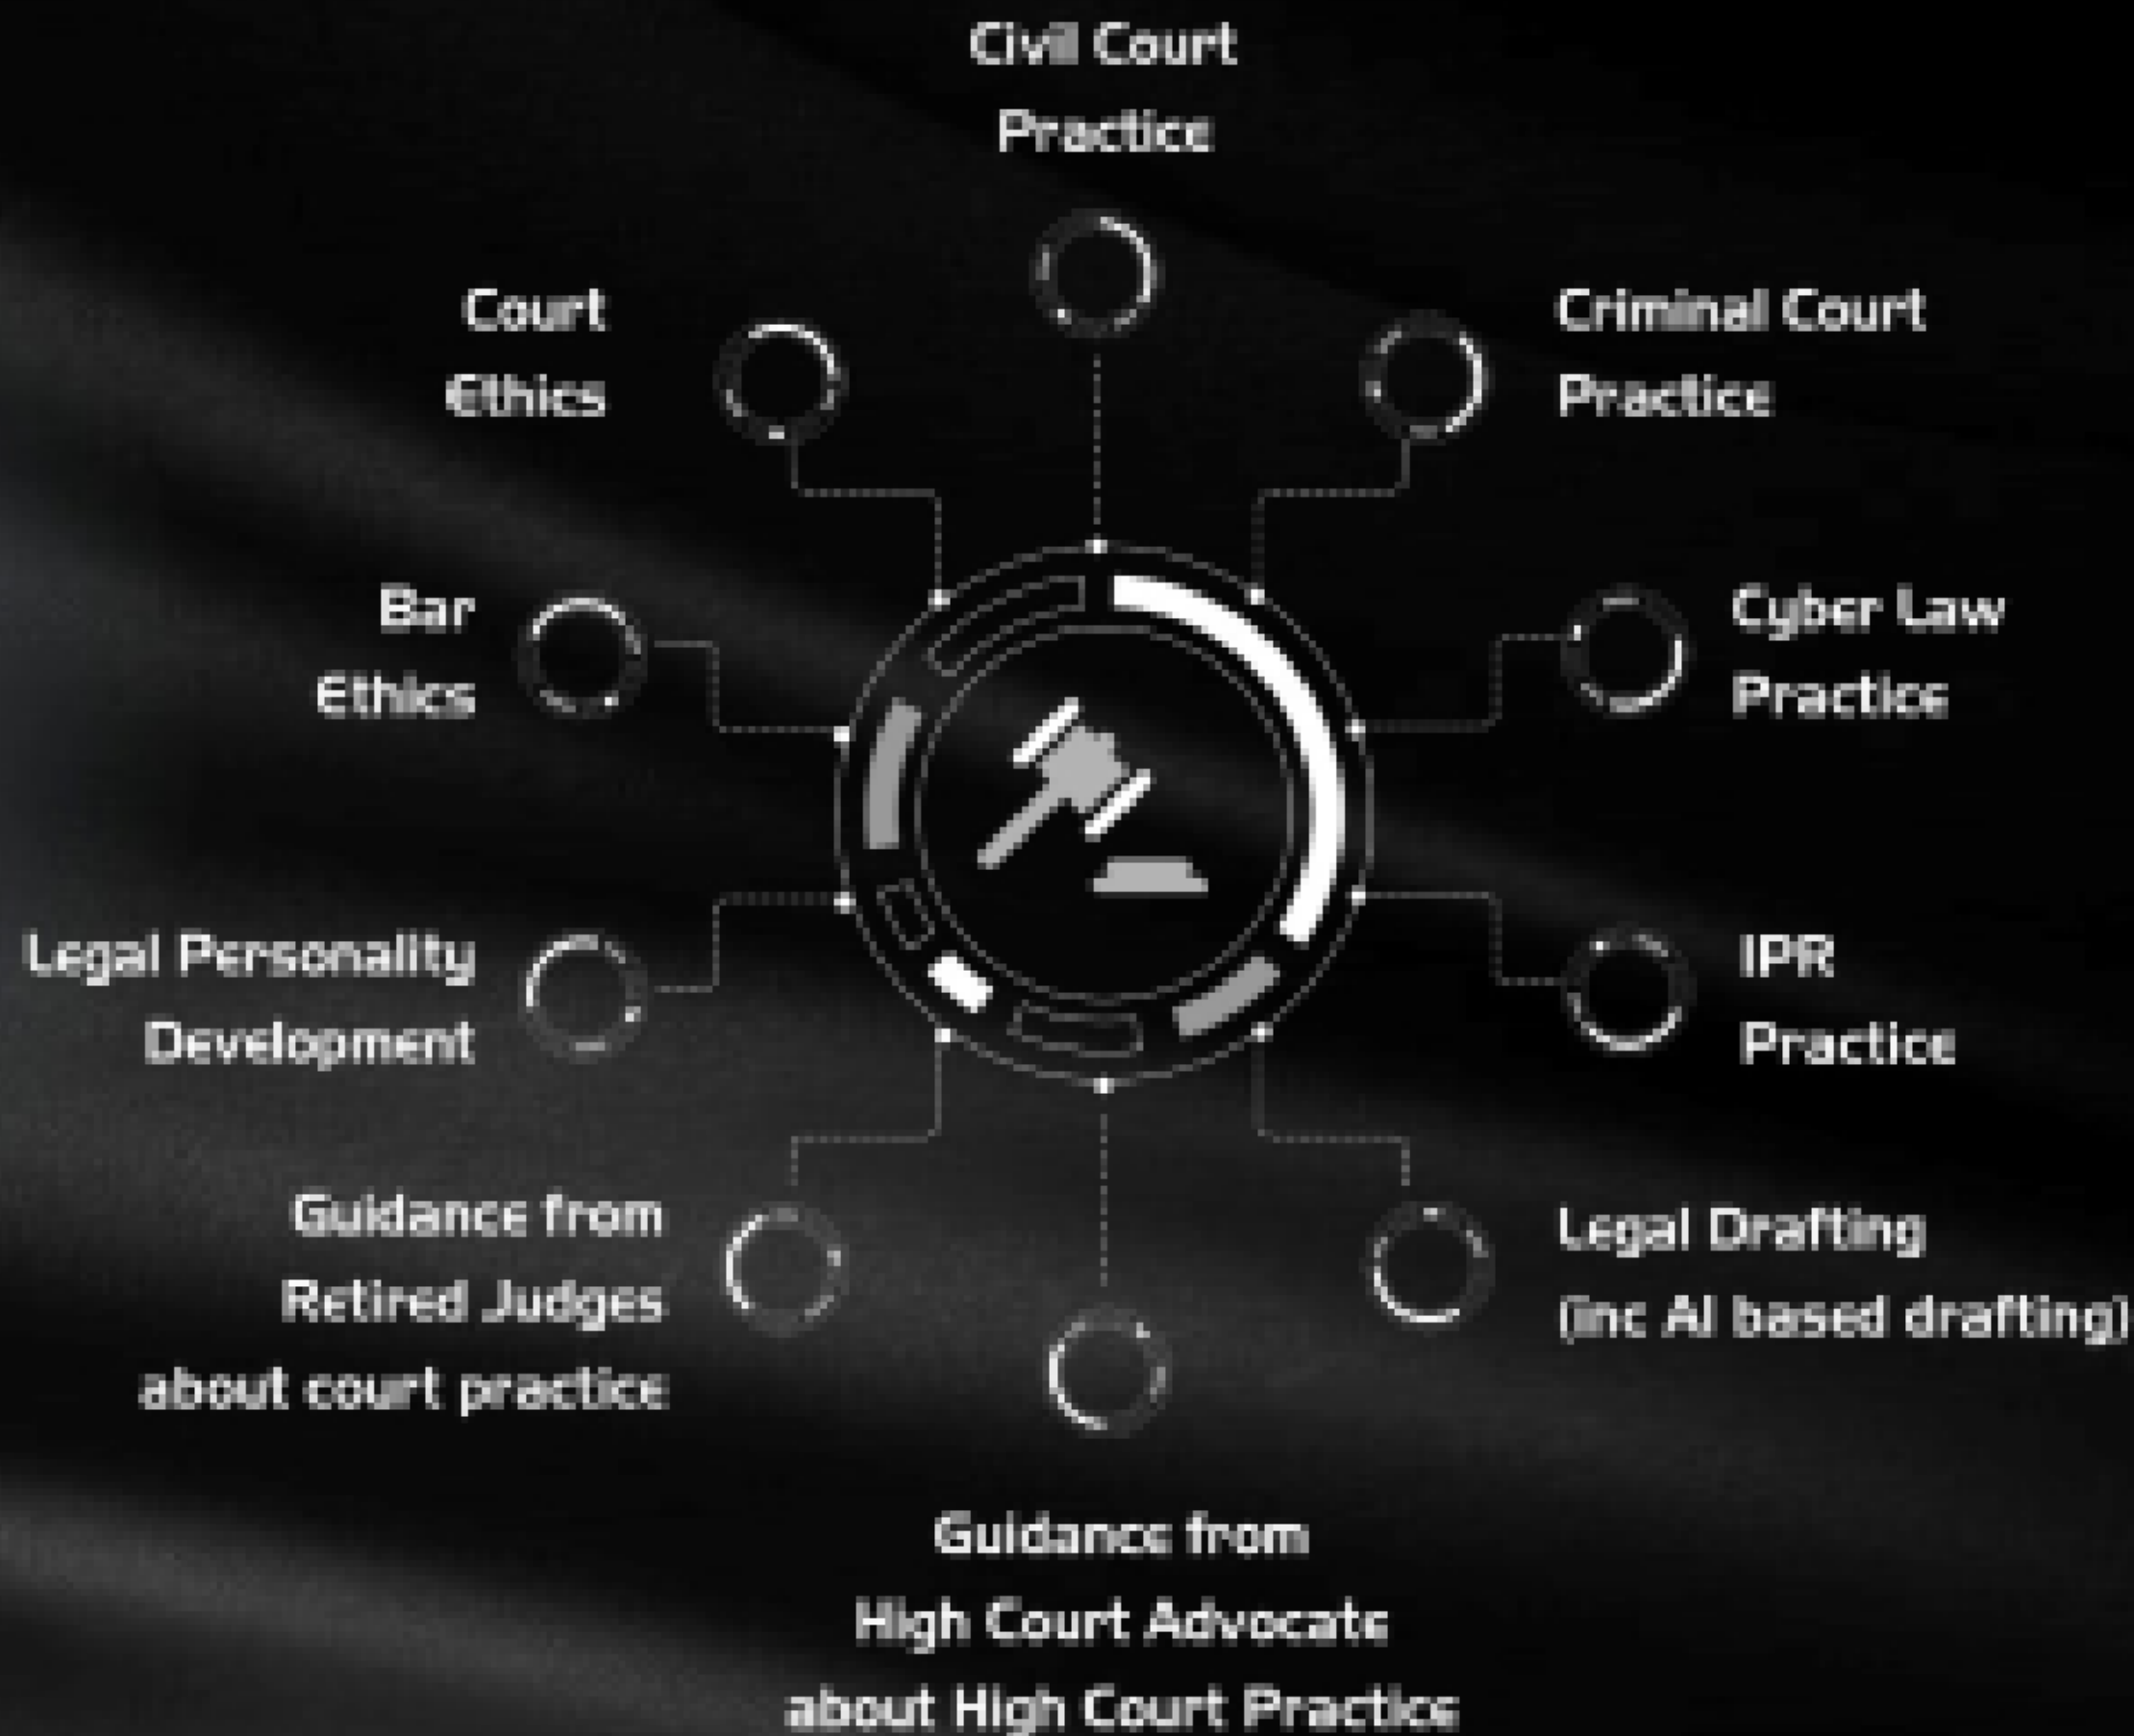 Civil Court
Practice
Court
Ethics
Criminal Court
Practice
Bar
Ethics
Cyber Law
Practice
Legal Personality
Development
IPR
Practice
Guidance from
Retired Judges
about court practice
Legal Drafting
(inc AI based drafting)
Guidance from
High Court Advocate
about High Court Practice